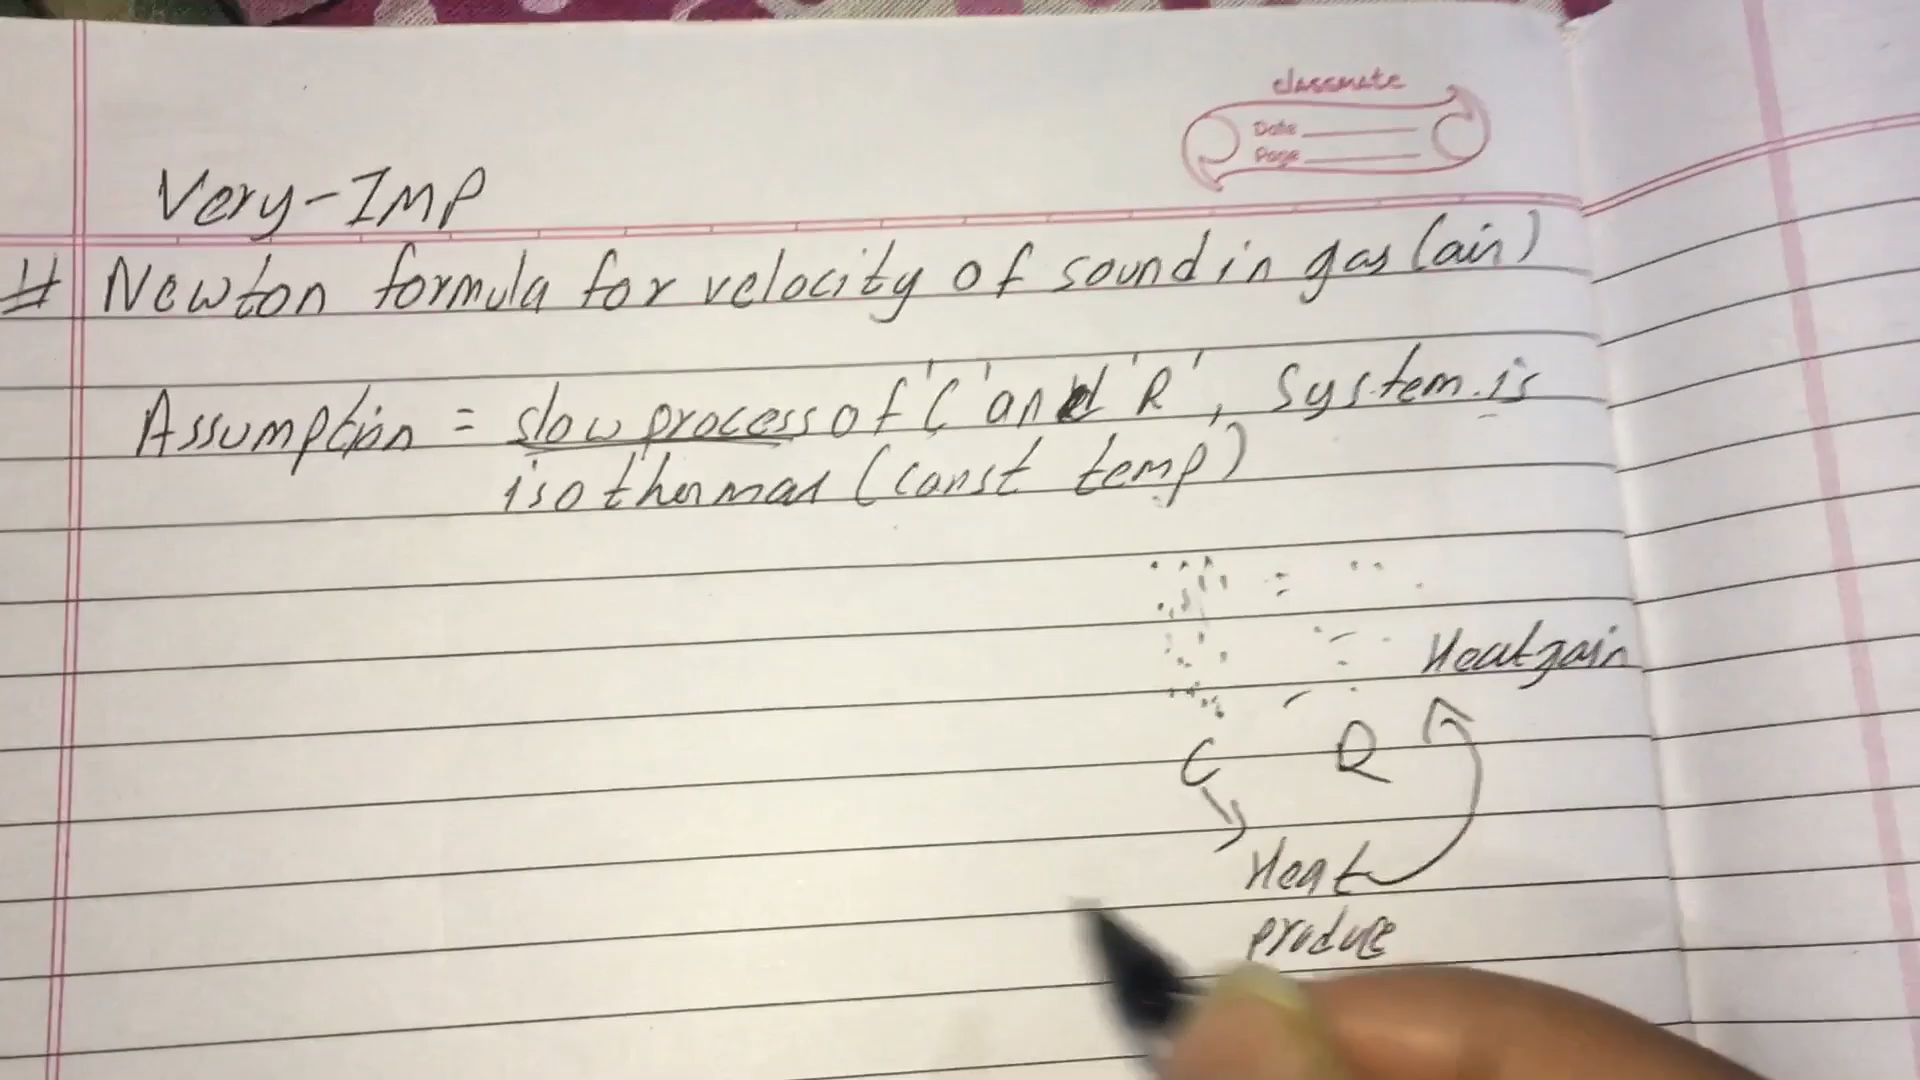 classmate
Date
Page
Very-IMP
# Newton formula for velocity of sound in gas (air)
Assumption = slow process of 'C' and 'R', System is
isothermal (const temp)
Heat gain
C R
Heat
produce